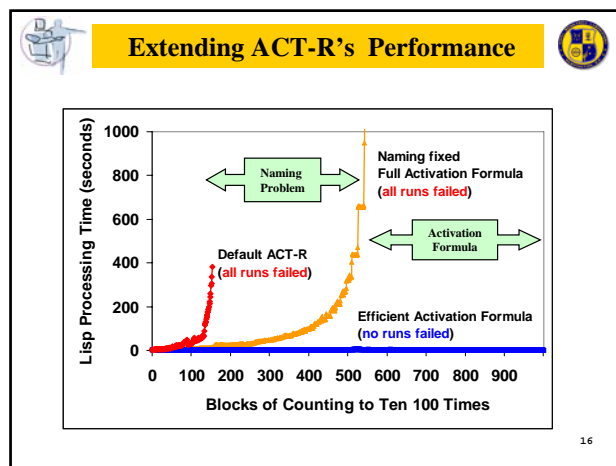 Extending ACT-R's Performance
Lisp Processing Time (seconds)
1000
800
600
400
200
0
Naming
Problem
Naming fixed
Full Activation Formula
(all runs failed)
Activation
Formula
Default ACT-R
(all runs failed)
Efficient Activation Formula
(no runs failed)
0 100 200 300 400 500 600 700 800 900
Blocks of Counting to Ten 100 Times
16